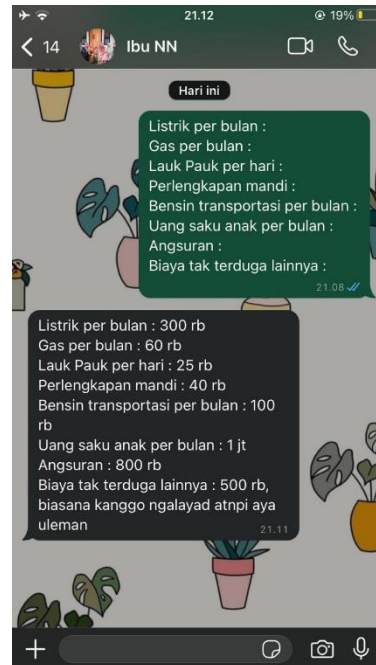 21.12
19%
14
Ibu NN
Hari ini
Listrik per bulan :
Gas per bulan :
Lauk Pauk per hari :
Perlengkapan mandi :
Bensin transportasi per bulan :
Uang saku anak per bulan :
Angsuran :
Biaya tak terduga lainnya :
21.08
Listrik per bulan : 300 rb
Gas per bulan : 60 rb
Lauk Pauk per hari : 25 rb
Perlengkapan mandi : 40 rb
Bensin transportasi per bulan : 100
rb
Uang saku anak per bulan : 1 jt
Angsuran : 800 rb
Biaya tak terduga lainnya : 500 rb,
biasana kanggo ngalayad atnpi aya
uleman
21.11